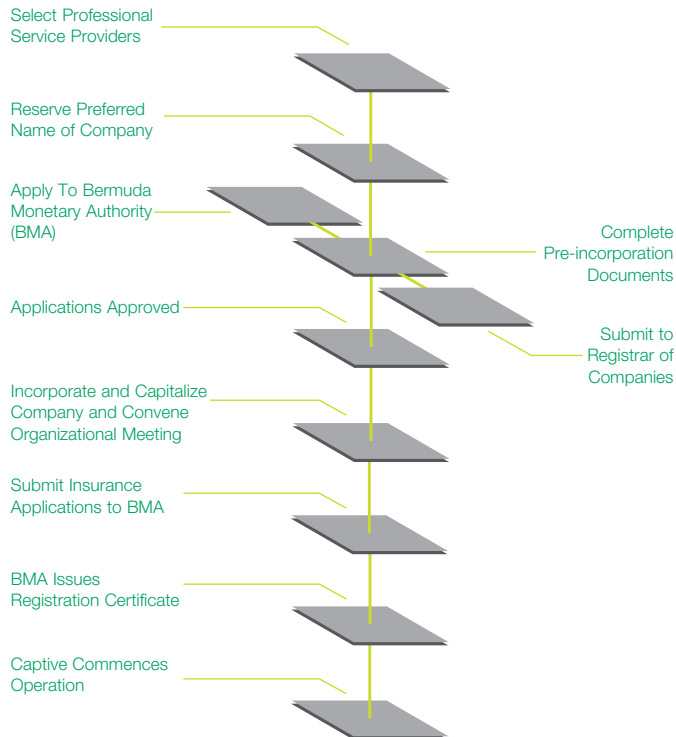 Select Professional
Service Providers
Reserve Preferred
Name of Company
Apply To Bermuda
Monetary Authority
(BMA)
Complete
Pre-incorporation
Documents
Applications Approved
Submit to
Registrar of
Companies
Incorporate and Capitalize
Company and Convene
Organizational Meeting
Submit Insurance
Applications to BMA
BMA Issues
Registration Certificate
Captive Commences
Operation